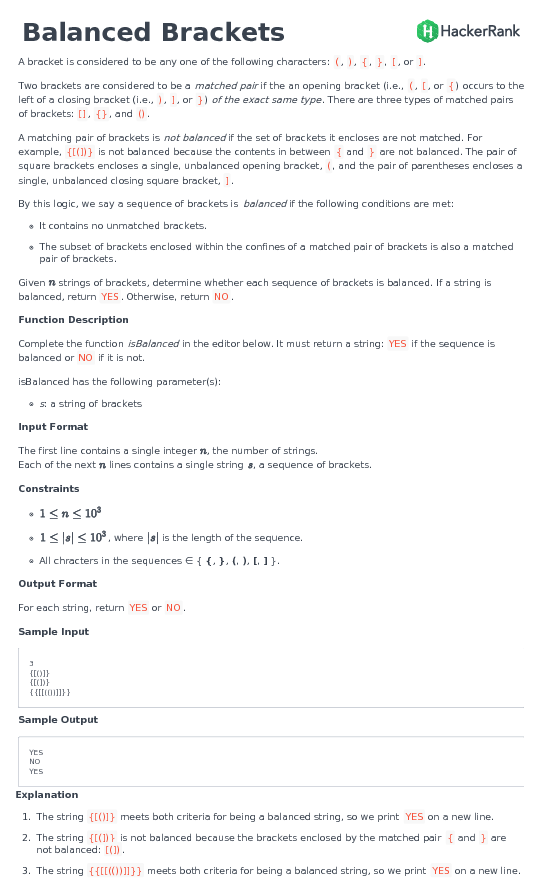 Balanced Brackets
HackerRank
A bracket is considered to be any one of the following characters: (, ), {, }, [, or ].
Two brackets are considered to be a matched pair if the an opening bracket (i.e., (, [, or {) occurs to the
left of a closing bracket (i.e., ), ], or }) of the exact same type. There are three types of matched pairs
of brackets: [], {}, and ().
A matching pair of brackets is not balanced if the set of brackets it encloses are not matched. For
example, {[(])} is not balanced because the contents in between { and } are not balanced. The pair of
square brackets encloses a single, unbalanced opening bracket, (, and the pair of parentheses encloses a
single, unbalanced closing square bracket, ].
By this logic, we say a sequence of brackets is balanced if the following conditions are met:
• It contains no unmatched brackets.
• The subset of brackets enclosed within the confines of a matched pair of brackets is also a matched
pair of brackets.
Given n strings of brackets, determine whether each sequence of brackets is balanced. If a string is
balanced, return YES. Otherwise, return NO.
Function Description
Complete the function isBalanced in the editor below. It must return a string: YES if the sequence is
balanced or NO if it is not.
isBalanced has the following parameter(s):
• s: a string of brackets
Input Format
The first line contains a single integer n, the number of strings.
Each of the next n lines contains a single string s, a sequence of brackets.
Constraints
• 1 ≤ n ≤ 10³
• 1 ≤ |s| ≤ 10³, where |s| is the length of the sequence.
• All chracters in the sequences ∈ { {, }, (, ), [, ] }.
Output Format
For each string, return YES or NO.
Sample Input
3
{[()]}
{[(])}
{{[[(())]]}}
Sample Output
YES
NO
YES
Explanation
1. The string {[()]} meets both criteria for being a balanced string, so we print YES on a new line.
2. The string {[(])} is not balanced because the brackets enclosed by the matched pair { and } are
not balanced: [(]).
3. The string {{[[(())]]}} meets both criteria for being a balanced string, so we print YES on a new line.